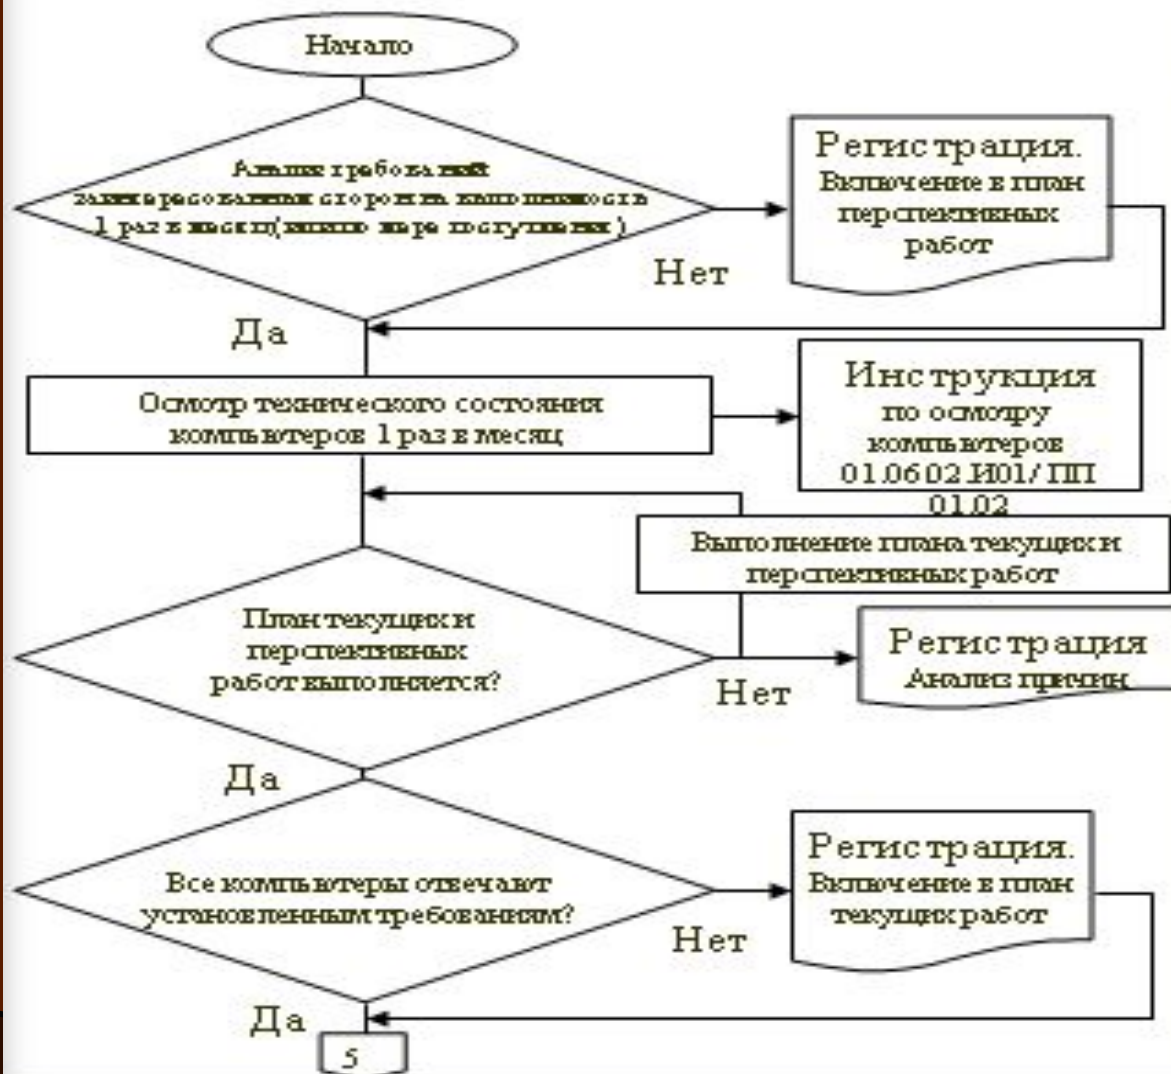 Начало
Анализ требований
заинтересованных сторон на выполнимость
1 раз в месяц(или по мере поступления)
Регистрация.
Включение в план
перспективных
работ
Нет
Да
Осмотр технического состояния
компьютеров 1 раз в месяц
Инструкция
по осмотру
компьютеров
01.06 02.И01/ ПП
01.02
Выполнение плана текущих и
перспективных работ
План текущих и
перспективных
работ выполняется?
Регистрация
Анализ причин
Нет
Да
Все компьютеры отвечают
установленным требованиям?
Регистрация.
Включение в план
текущих работ
Нет
Да
5